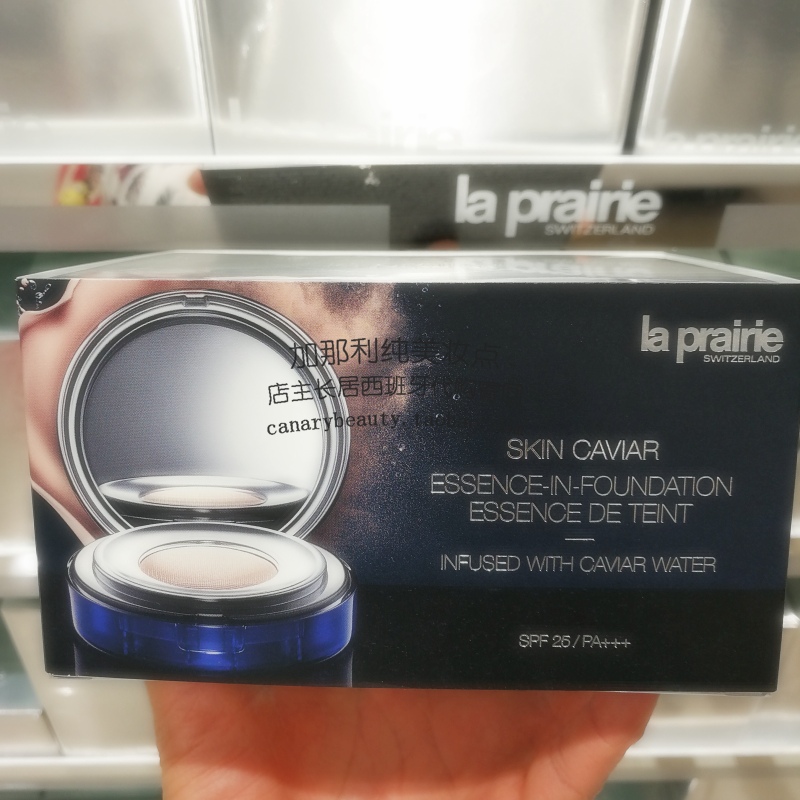 la prairie
SWITZERLAND
la prairie
SWITZERLAND
加那利纯美妆店
店主长居西班牙
canarybeauty.taobao
SKIN CAVIAR
ESSENCE-IN-FOUNDATION
ESSENCE DE TEINT
INFUSED WITH CAVIAR WATER
SPF 25/PA+++